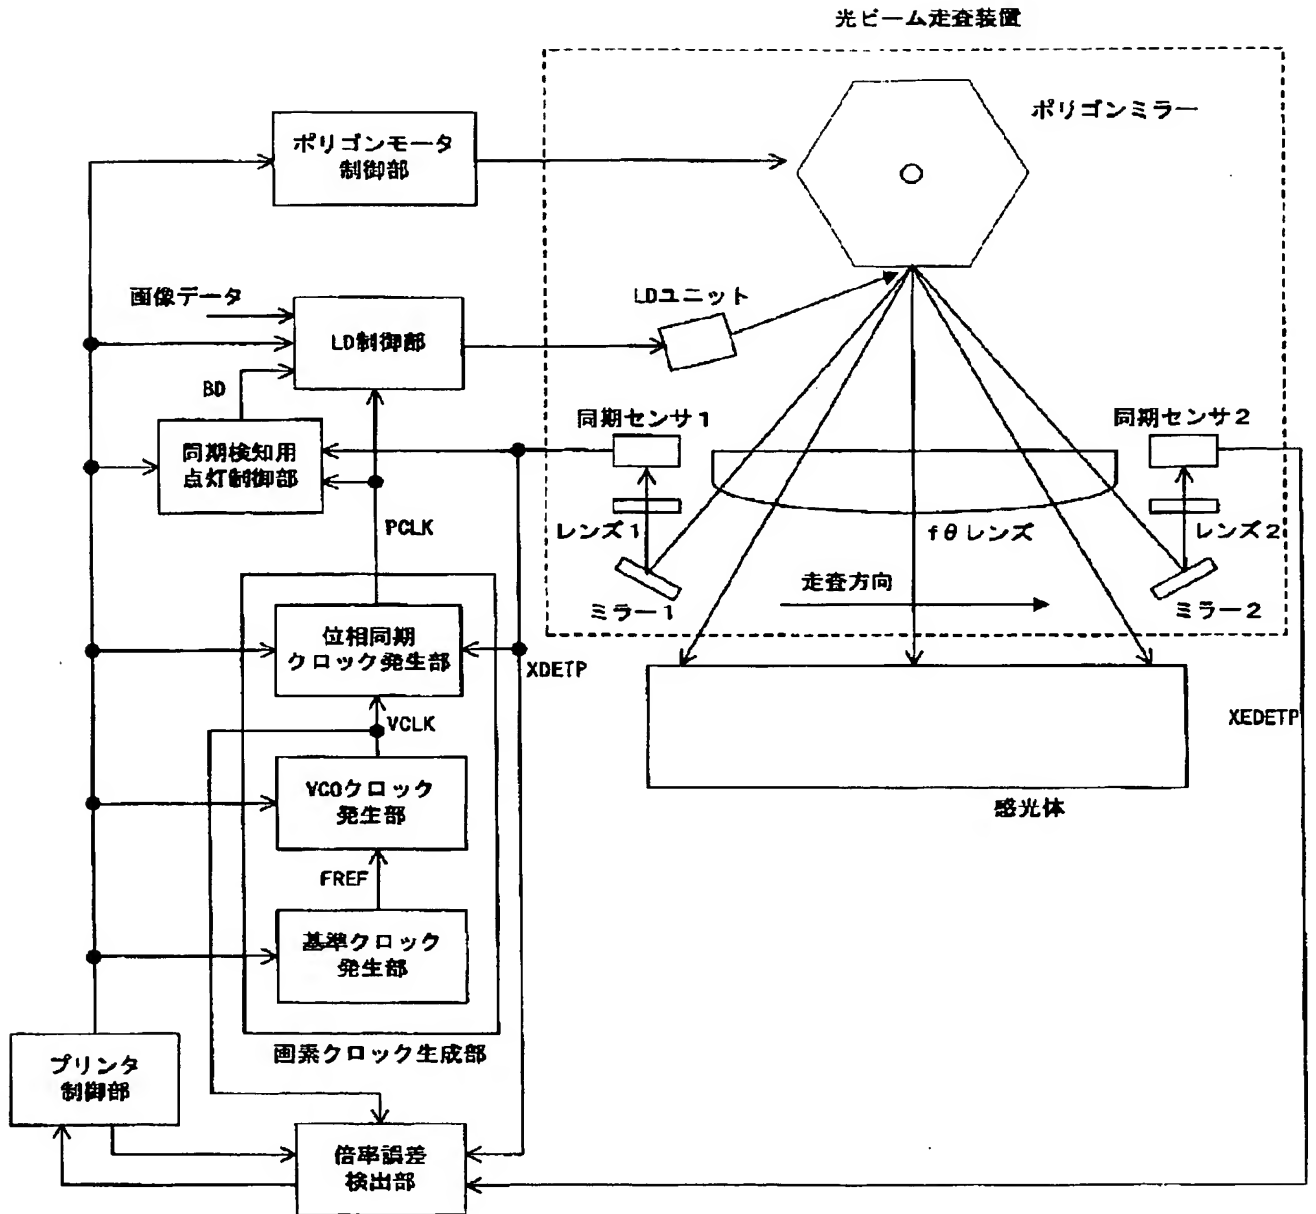 光ビーム走査装置
ポリゴンミラー
ポリゴンモータ
制御部
画像データ
LDユニット
LD制御部
BD
同期センサ1
同期センサ2
同期検知用
点灯制御部
PCLK
レンズ1
fθレンズ
レンズ2
走査方向
ミラー1
ミラー2
位相同期
クロック発生部
XDETP
VCLK
XEDETP
VCOクロック
発生部
感光体
FREF
基準クロック
発生部
画素クロック生成部
プリンタ
制御部
倍率誤差
検出部